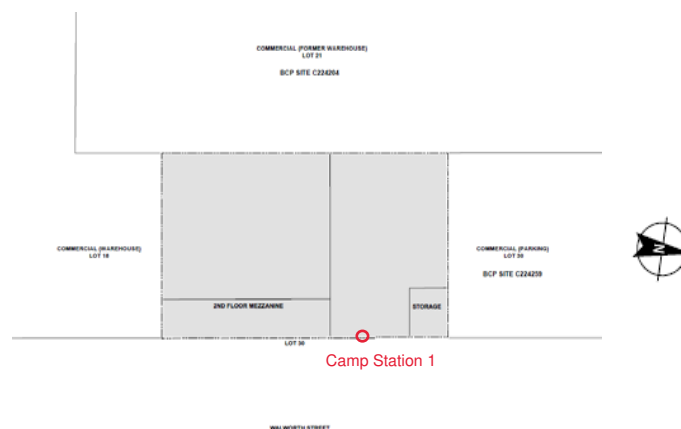 COMMERCIAL (FORMER WAREHOUSE)
LOT 21
BCP SITE C224204
COMMERCIAL (WAREHOUSE)
LOT 18
COMMERCIAL (PARKING)
LOT 38
BCP SITE C224259
N
2ND FLOOR MEZZANINE
STORAGE
LOT 30
Camp Station 1
WALWORTH STREET